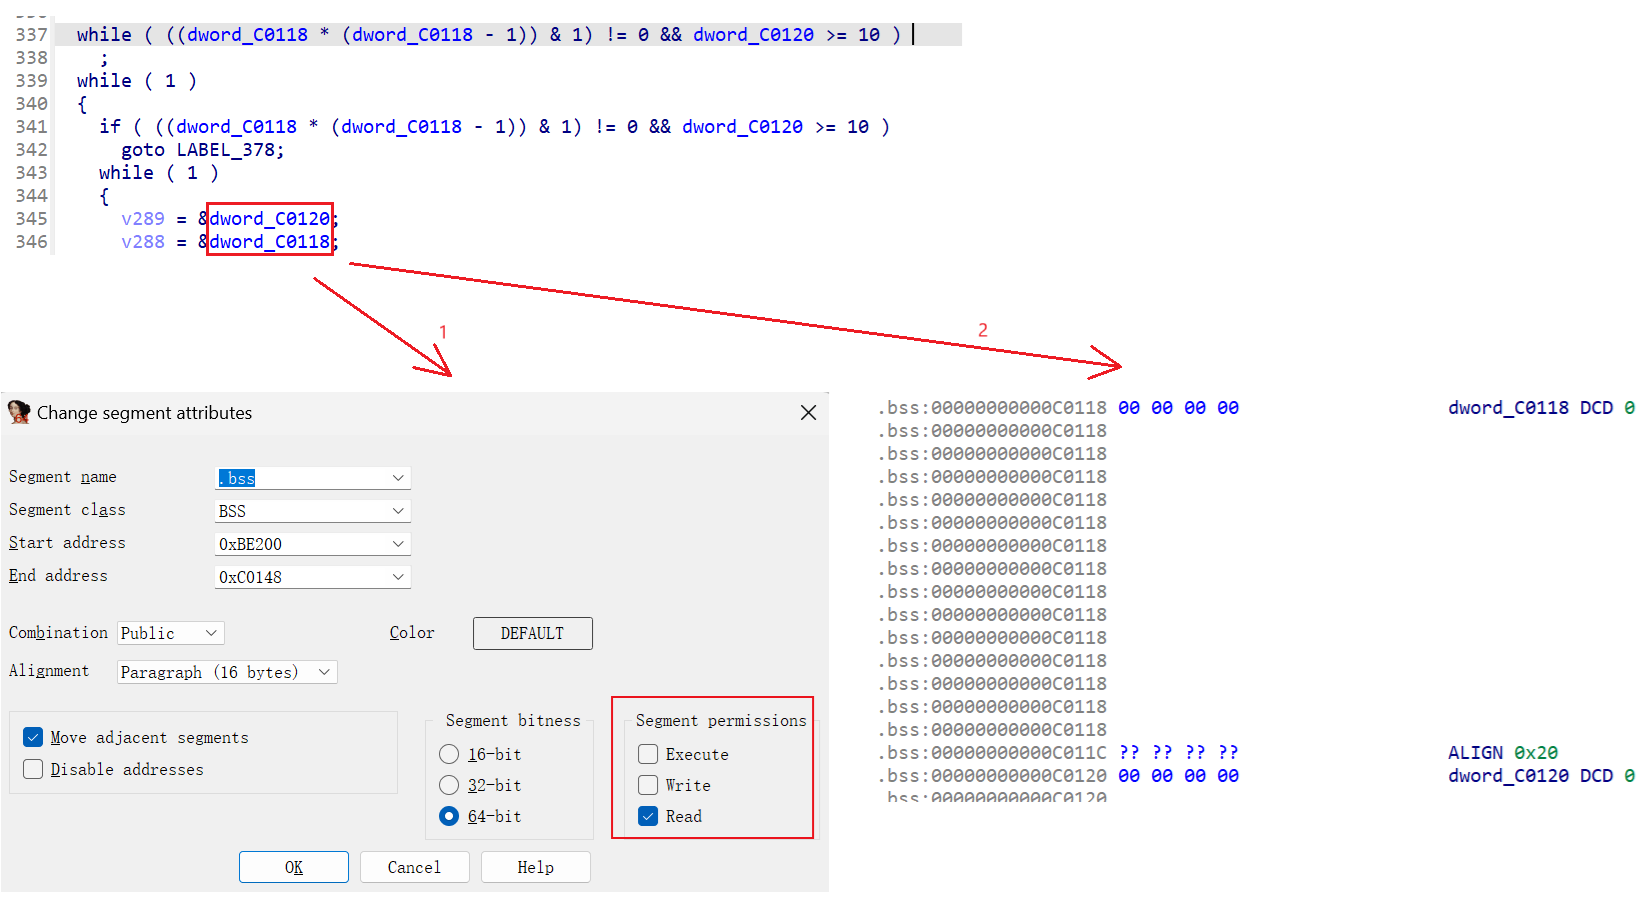 337 while ( ((dword_C0118 * (dword_C0118 - 1)) & 1) != 0 && dword_C0120 >= 10 )
338 ;
339 while ( 1 )
340 {
341 if ( ((dword_C0118 * (dword_C0118 - 1)) & 1) != 0 && dword_C0120 >= 10 )
342 goto LABEL_378;
343 while ( 1 )
344 {
345 v289 = &dword_C0120;
346 v288 = &dword_C0118;
1
2
Change segment attributes
Segment name .bss
Segment class BSS
Start address 0xBE200
End address 0xC0148
Combination Public
Color DEFAULT
Alignment Paragraph (16 bytes)
Move adjacent segments
Disable addresses
Segment bitness
16-bit
32-bit
64-bit
Segment permissions
Execute
Write
Read
OK Cancel Help
.bss:00000000000C0118 00 00 00 00 dword_C0118 DCD 0
.bss:00000000000C0118
.bss:00000000000C0118
.bss:00000000000C0118
.bss:00000000000C0118
.bss:00000000000C0118
.bss:00000000000C0118
.bss:00000000000C0118
.bss:00000000000C0118
.bss:00000000000C0118
.bss:00000000000C0118
.bss:00000000000C0118
.bss:00000000000C0118
.bss:00000000000C0118
.bss:00000000000C0118
.bss:00000000000C011C ?? ?? ?? ?? ALIGN 0x20
.bss:00000000000C0120 00 00 00 00 dword_C0120 DCD 0
.bss:00000000000C0120